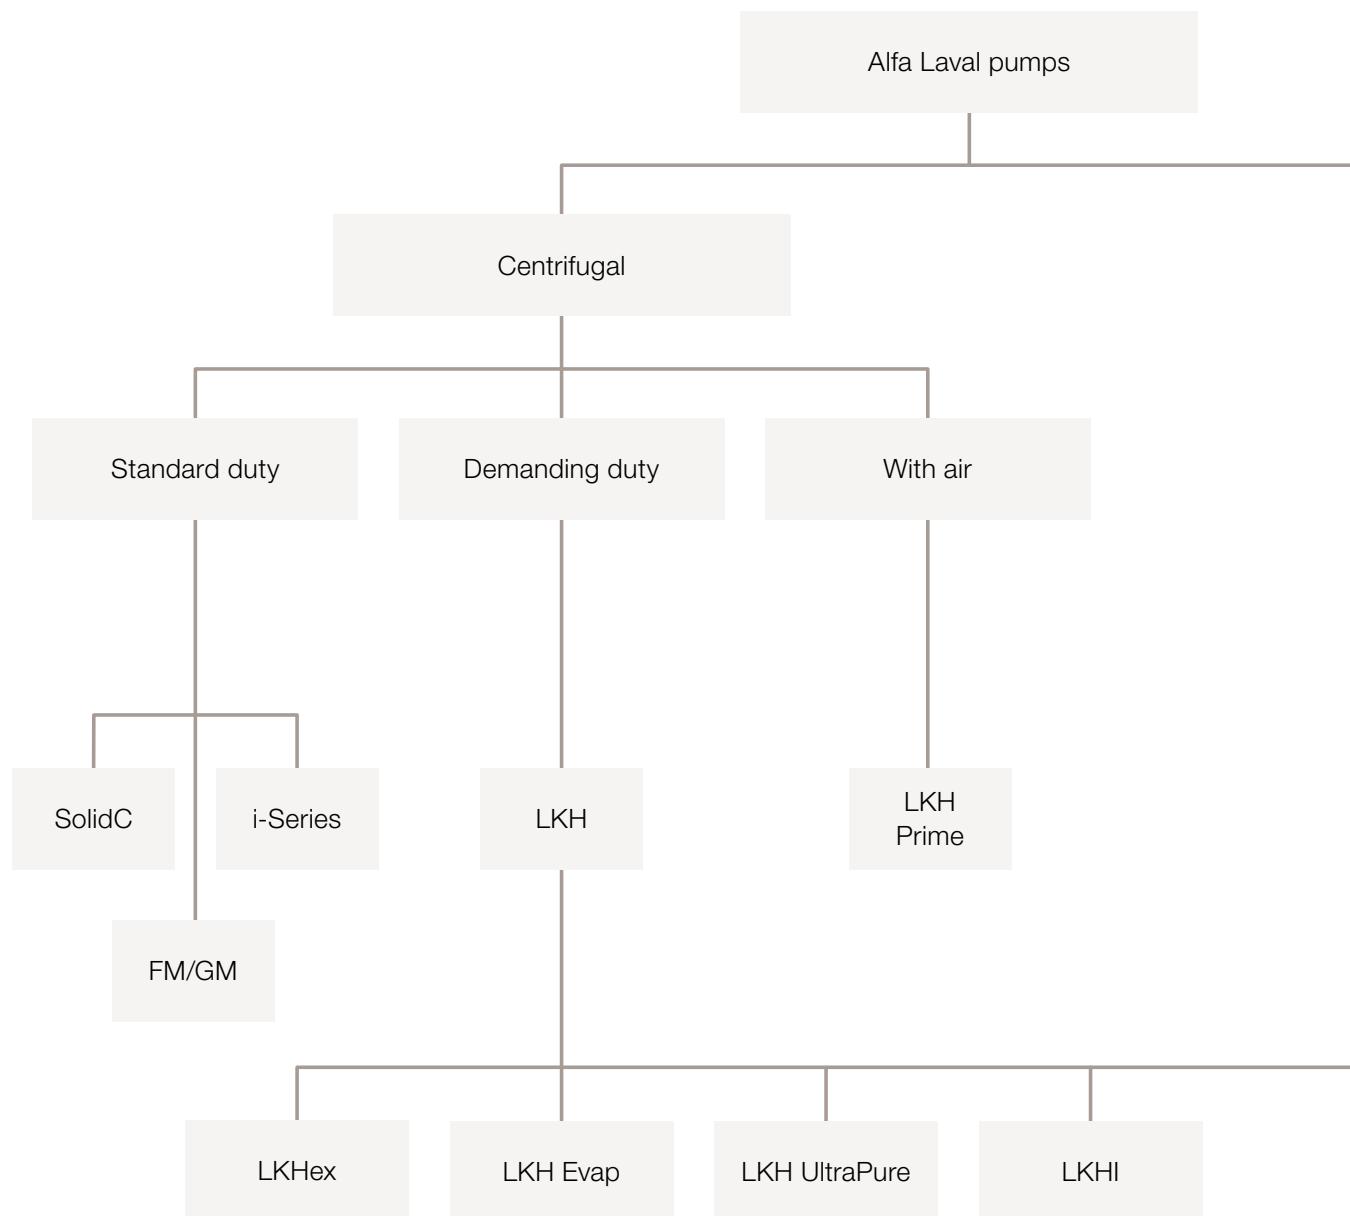 Alfa Laval pumps
Centrifugal
Standard duty
Demanding duty
With air
SolidC
i-Series
LKH
LKH
Prime
FM/GM
LKHex
LKH Evap
LKH UltraPure
LKHI